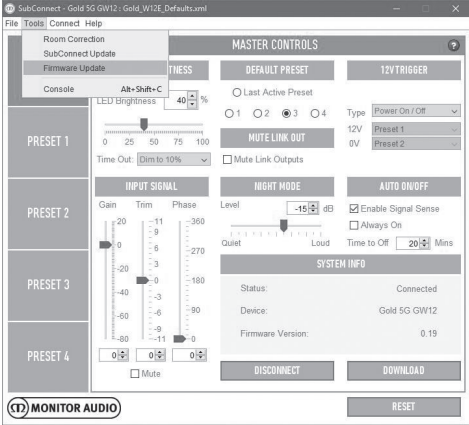 SubConnect - Gold 5G GW12 : Gold_W12E_Defaults.xml
File Tools Connect Help
Room Correction
SubConnect Update
Firmware Update
Console Alt+Shift+C
MASTER CONTROLS
?
TNESS
LED Brightness 40 %
0 25 50 75 100
Time Out: Dim to 10%
DEFAULT PRESET
Last Active Preset
1 2 3 4
MUTE LINK OUT
Mute Link Outputs
12V TRIGGER
Type Power On / Off
12V Preset 1
0V Preset 2
PRESET 1
PRESET 2
PRESET 3
PRESET 4
INPUT SIGNAL
Gain Trim Phase
20 11 360
0 9
-20 6 270
-40 3
-60 0 180
-80 -3
-6 90
-9
-11 0
0 0 0
Mute
NIGHT MODE
Level -15 dB
Quiet Loud
AUTO ON/OFF
Enable Signal Sense
Always On
Time to Off 20 Mins
SYSTEM INFO
Status: Connected
Device: Gold 5G GW12
Firmware Version: 0.19
DISCONNECT
DOWNLOAD
MONITOR AUDIO
RESET